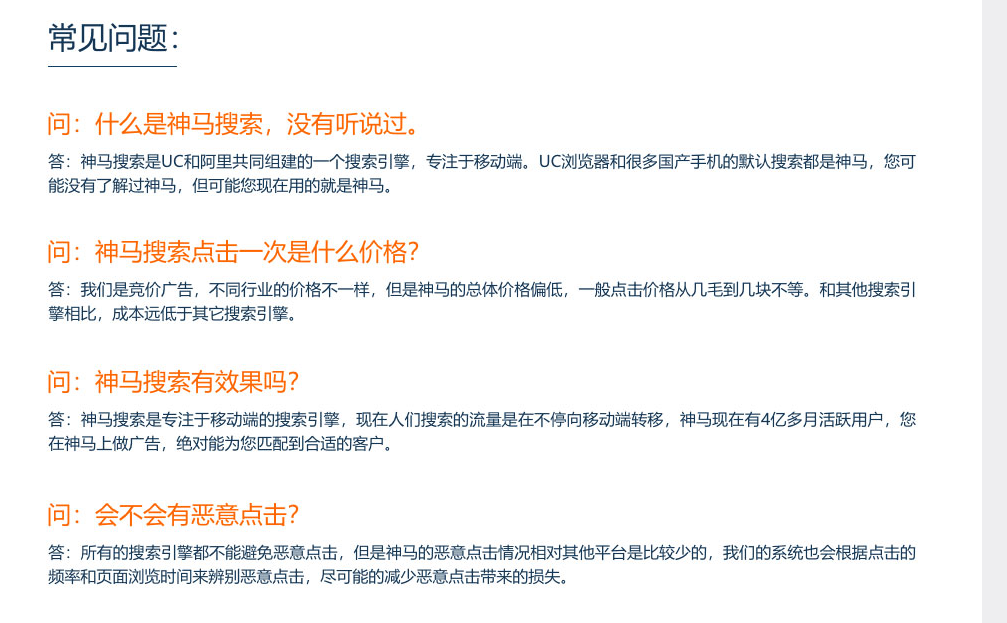 常见问题：
问：什么是神马搜索，没有听说过。
答：神马搜索是UC和阿里共同组建的一个搜索引擎，专注于移动端。UC浏览器和很多国产手机的默认搜索都是神马，您可
能没有了解过神马，但可能您现在用的就是神马。
问：神马搜索点击一次是什么价格？
答：我们是竞价广告，不同行业的价格不一样，但是神马的总体价格偏低，一般点击价格从几毛到几块不等。和其他搜索引
擎相比，成本远低于其它搜索引擎。
问：神马搜索有效果吗？
答：神马搜索是专注于移动端的搜索引擎，现在人们搜索的流量是在不停向移动端转移，神马现在有4亿多月活跃用户，您
在神马上做广告，绝对能为您匹配到合适的客户。
问：会不会有恶意点击？
答：所有的搜索引擎都不能避免恶意点击，但是神马的恶意点击情况相对其他平台是比较少的，我们的系统也会根据点击的
频率和页面浏览时间来辨别恶意点击，尽可能的减少恶意点击带来的损失。